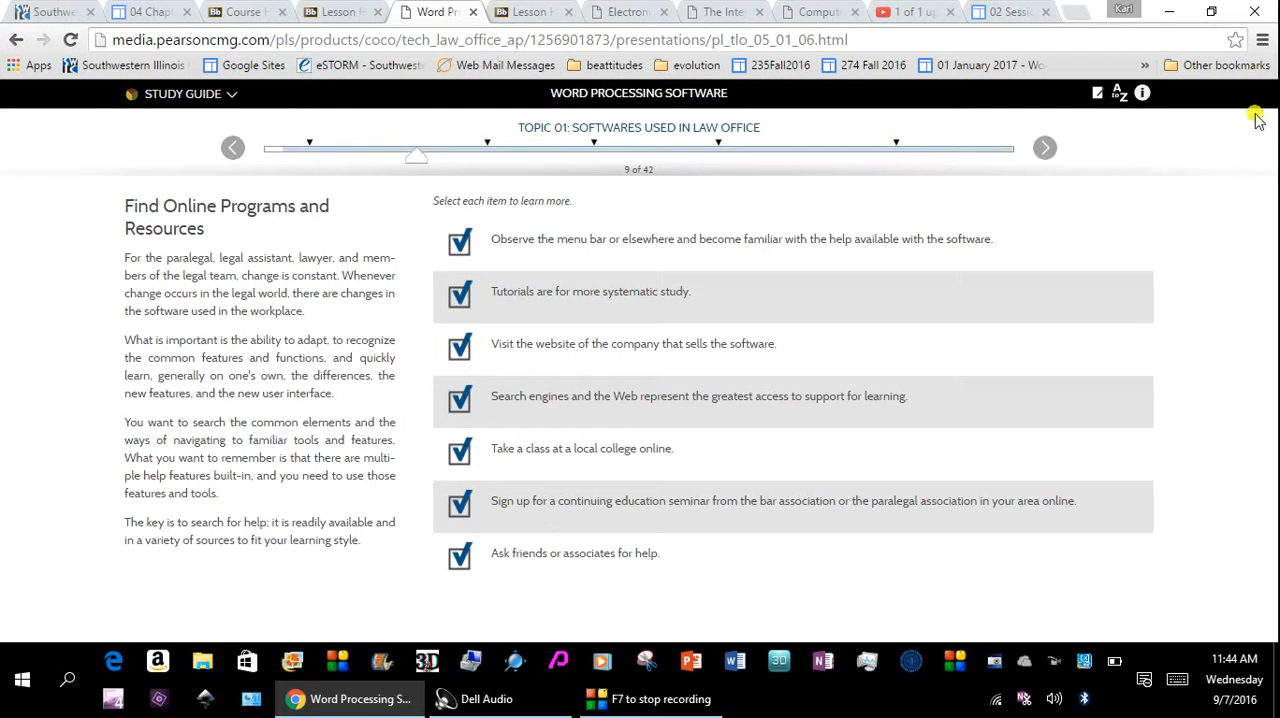 Southwe
04 Chapt
Bb Course H
Bb Lesson H
Word Pr
Bb Lesson
Electron
The Inte
Comput
1 of 1 up
02 Sessi
Karl
media.pearsoncmg.com/pls/products/coco/tech_law_office_ap/1256901873/presentations/pl_tlo_05_01_06.html
Apps
Southwestern Illinois
Google Sites
eSTORM - Southwest
Web Mail Messages
beattitudes
evolution
235Fall2016
274 Fall 2016
01 January 2017 - Wo
»
Other bookmarks
STUDY GUIDE
WORD PROCESSING SOFTWARE
A to Z
i
TOPIC 01: SOFTWARES USED IN LAW OFFICE
9 of 42
Find Online Programs and
Resources
For the paralegal, legal assistant, lawyer, and mem-
bers of the legal team, change is constant. Whenever
change occurs in the legal world, there are changes in
the software used in the workplace.
What is important is the ability to adapt, to recognize
the common features and functions, and quickly
learn, generally on one's own, the differences, the
new features, and the new user interface.
You want to search the common elements and the
ways of navigating to familiar tools and features.
What you want to remember is that there are multi-
ple help features built-in, and you need to use those
features and tools.
The key is to search for help; it is readily available and
in a variety of sources to fit your learning style.
Select each item to learn more.
Observe the menu bar or elsewhere and become familiar with the help available with the software.
Tutorials are for more systematic study.
Visit the website of the company that sells the software.
Search engines and the Web represent the greatest access to support for learning.
Take a class at a local college online.
Sign up for a continuing education seminar from the bar association or the paralegal association in your area online.
Ask friends or associates for help.
11:44 AM
Wednesday
9/7/2016
Word Processing S...
Dell Audio
F7 to stop recording